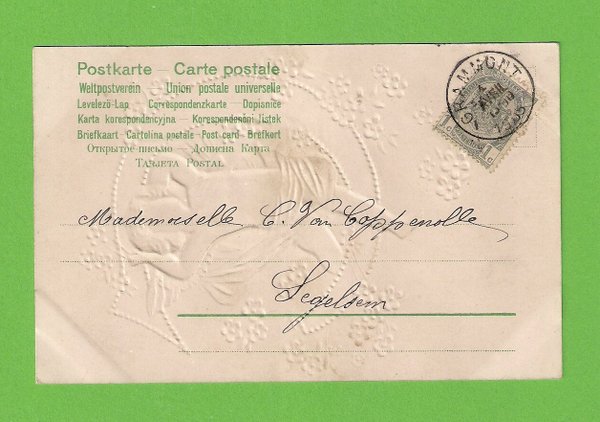 Postkarte – Carte postale
Weltpostverein – Union postale universelle
Levelező-Lap – Correspondenzkarte – Dopisnice
Karta korespondencyjna – Korespondenční lístek
Briefkaart – Cartolina postale – Post card – Brefkort
Открытое письмо – Дописна Карта
Tarjeta Postal
GRAMMONT
Mademoiselle C. Van Coppenolle
Segelsem